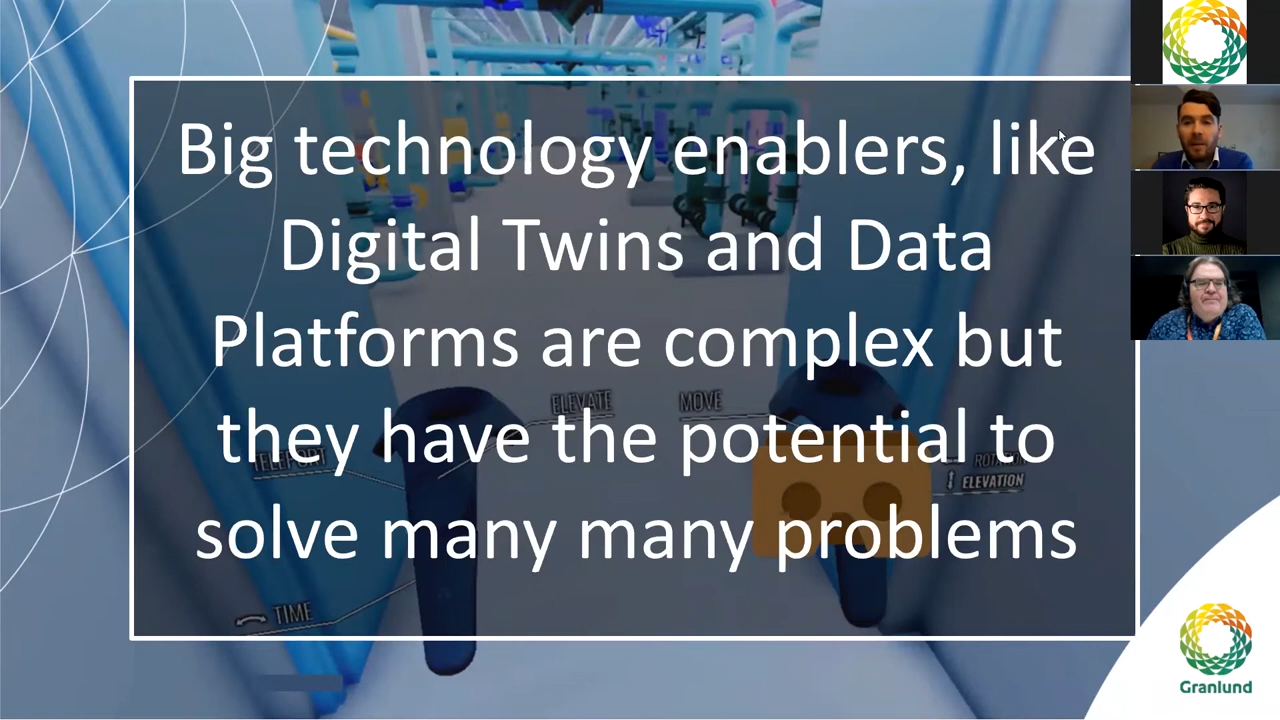 Big technology enablers, like
Digital Twins and Data
Platforms are complex but
they have the potential to
solve many many problems
ELEVATE
MOVE
TELEPORT
ROTATION
ELEVATION
TIME
Granlund